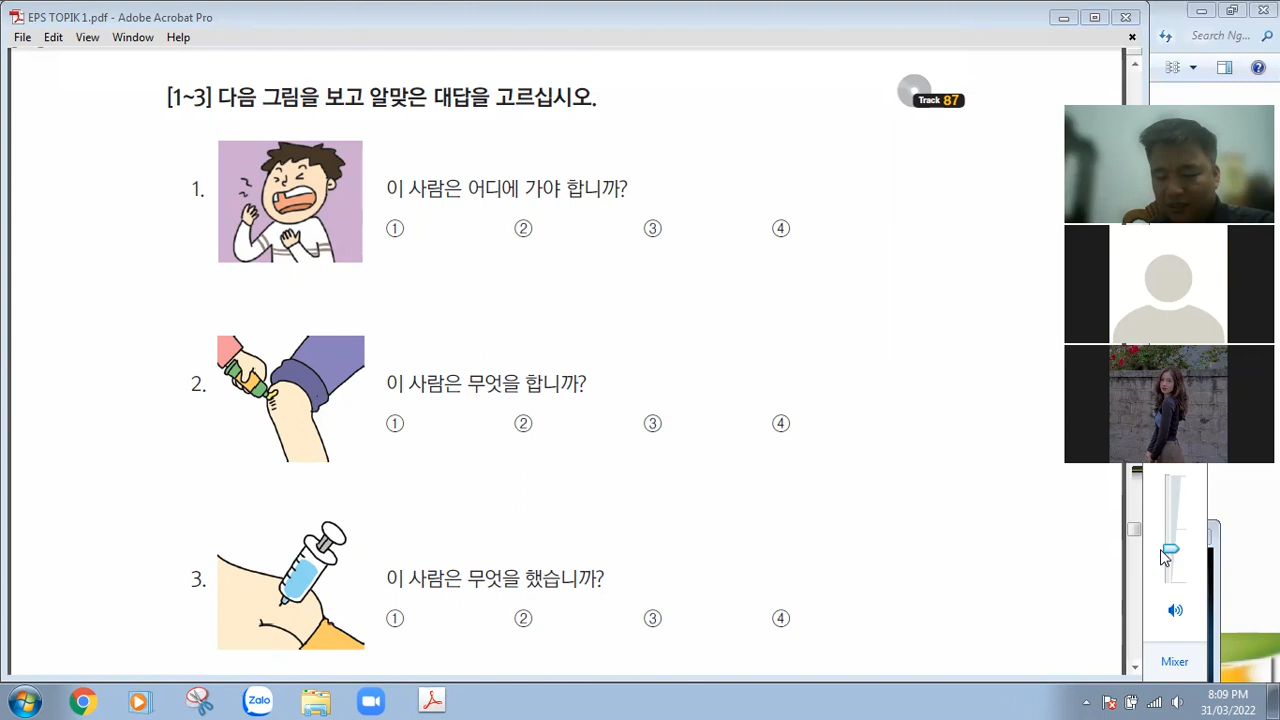 EPS TOPIK 1.pdf - Adobe Acrobat Pro
File Edit View Window Help
Search Ng...
[1~3] 다음 그림을 보고 알맞은 대답을 고르십시오.
Track 87
1. 이 사람은 어디에 가야 합니까?
① ② ③ ④
2. 이 사람은 무엇을 합니까?
① ② ③ ④
3. 이 사람은 무엇을 했습니까?
① ② ③ ④
Mixer
Zalo
8:09 PM
31/03/2022